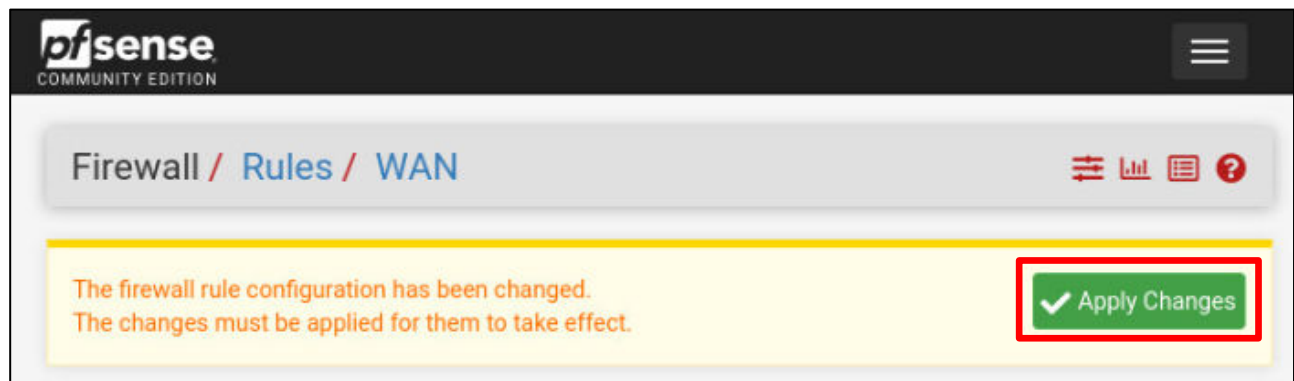 pfsense
COMMUNITY EDITION
Firewall / Rules / WAN
The firewall rule configuration has been changed.
The changes must be applied for them to take effect.
Apply Changes